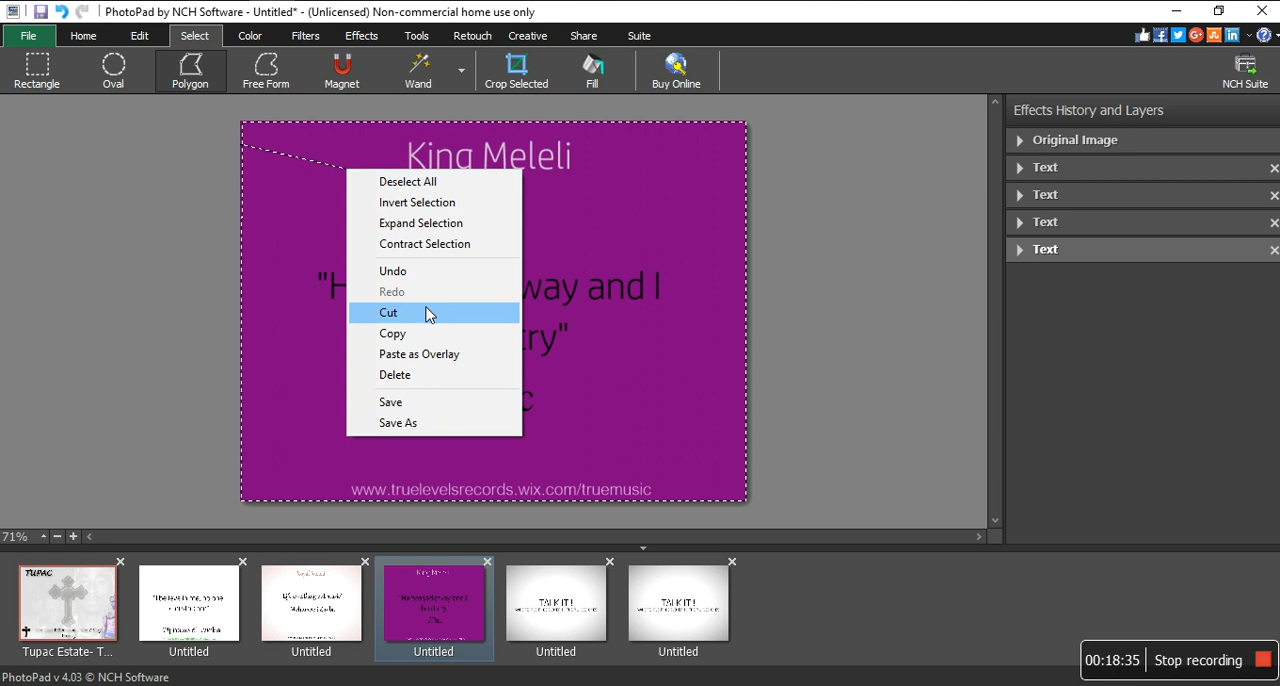 PhotoPad by NCH Software - Untitled* - (Unlicensed) Non-commercial home use only
File Home Edit Select Color Filters Effects Tools Retouch Creative Share Suite
Rectangle Oval Polygon Free Form Magnet Wand Crop Selected Fill Buy Online NCH Suite
Effects History and Layers
Original Image
Text
Text
Text
Text
King Meleli
Deselect All
Invert Selection
Expand Selection
Contract Selection
Undo
Redo
Cut
Copy
Paste as Overlay
Delete
Save
Save As
way and I
try"
www.truelevelsrecords.wix.com/truemusic
71%
TUPAC
King Meleli
TALK IT !
TALK IT !
Tupac Estate- T...
Untitled
Untitled
Untitled
Untitled
Untitled
00:18:35 Stop recording
PhotoPad v 4.03 © NCH Software